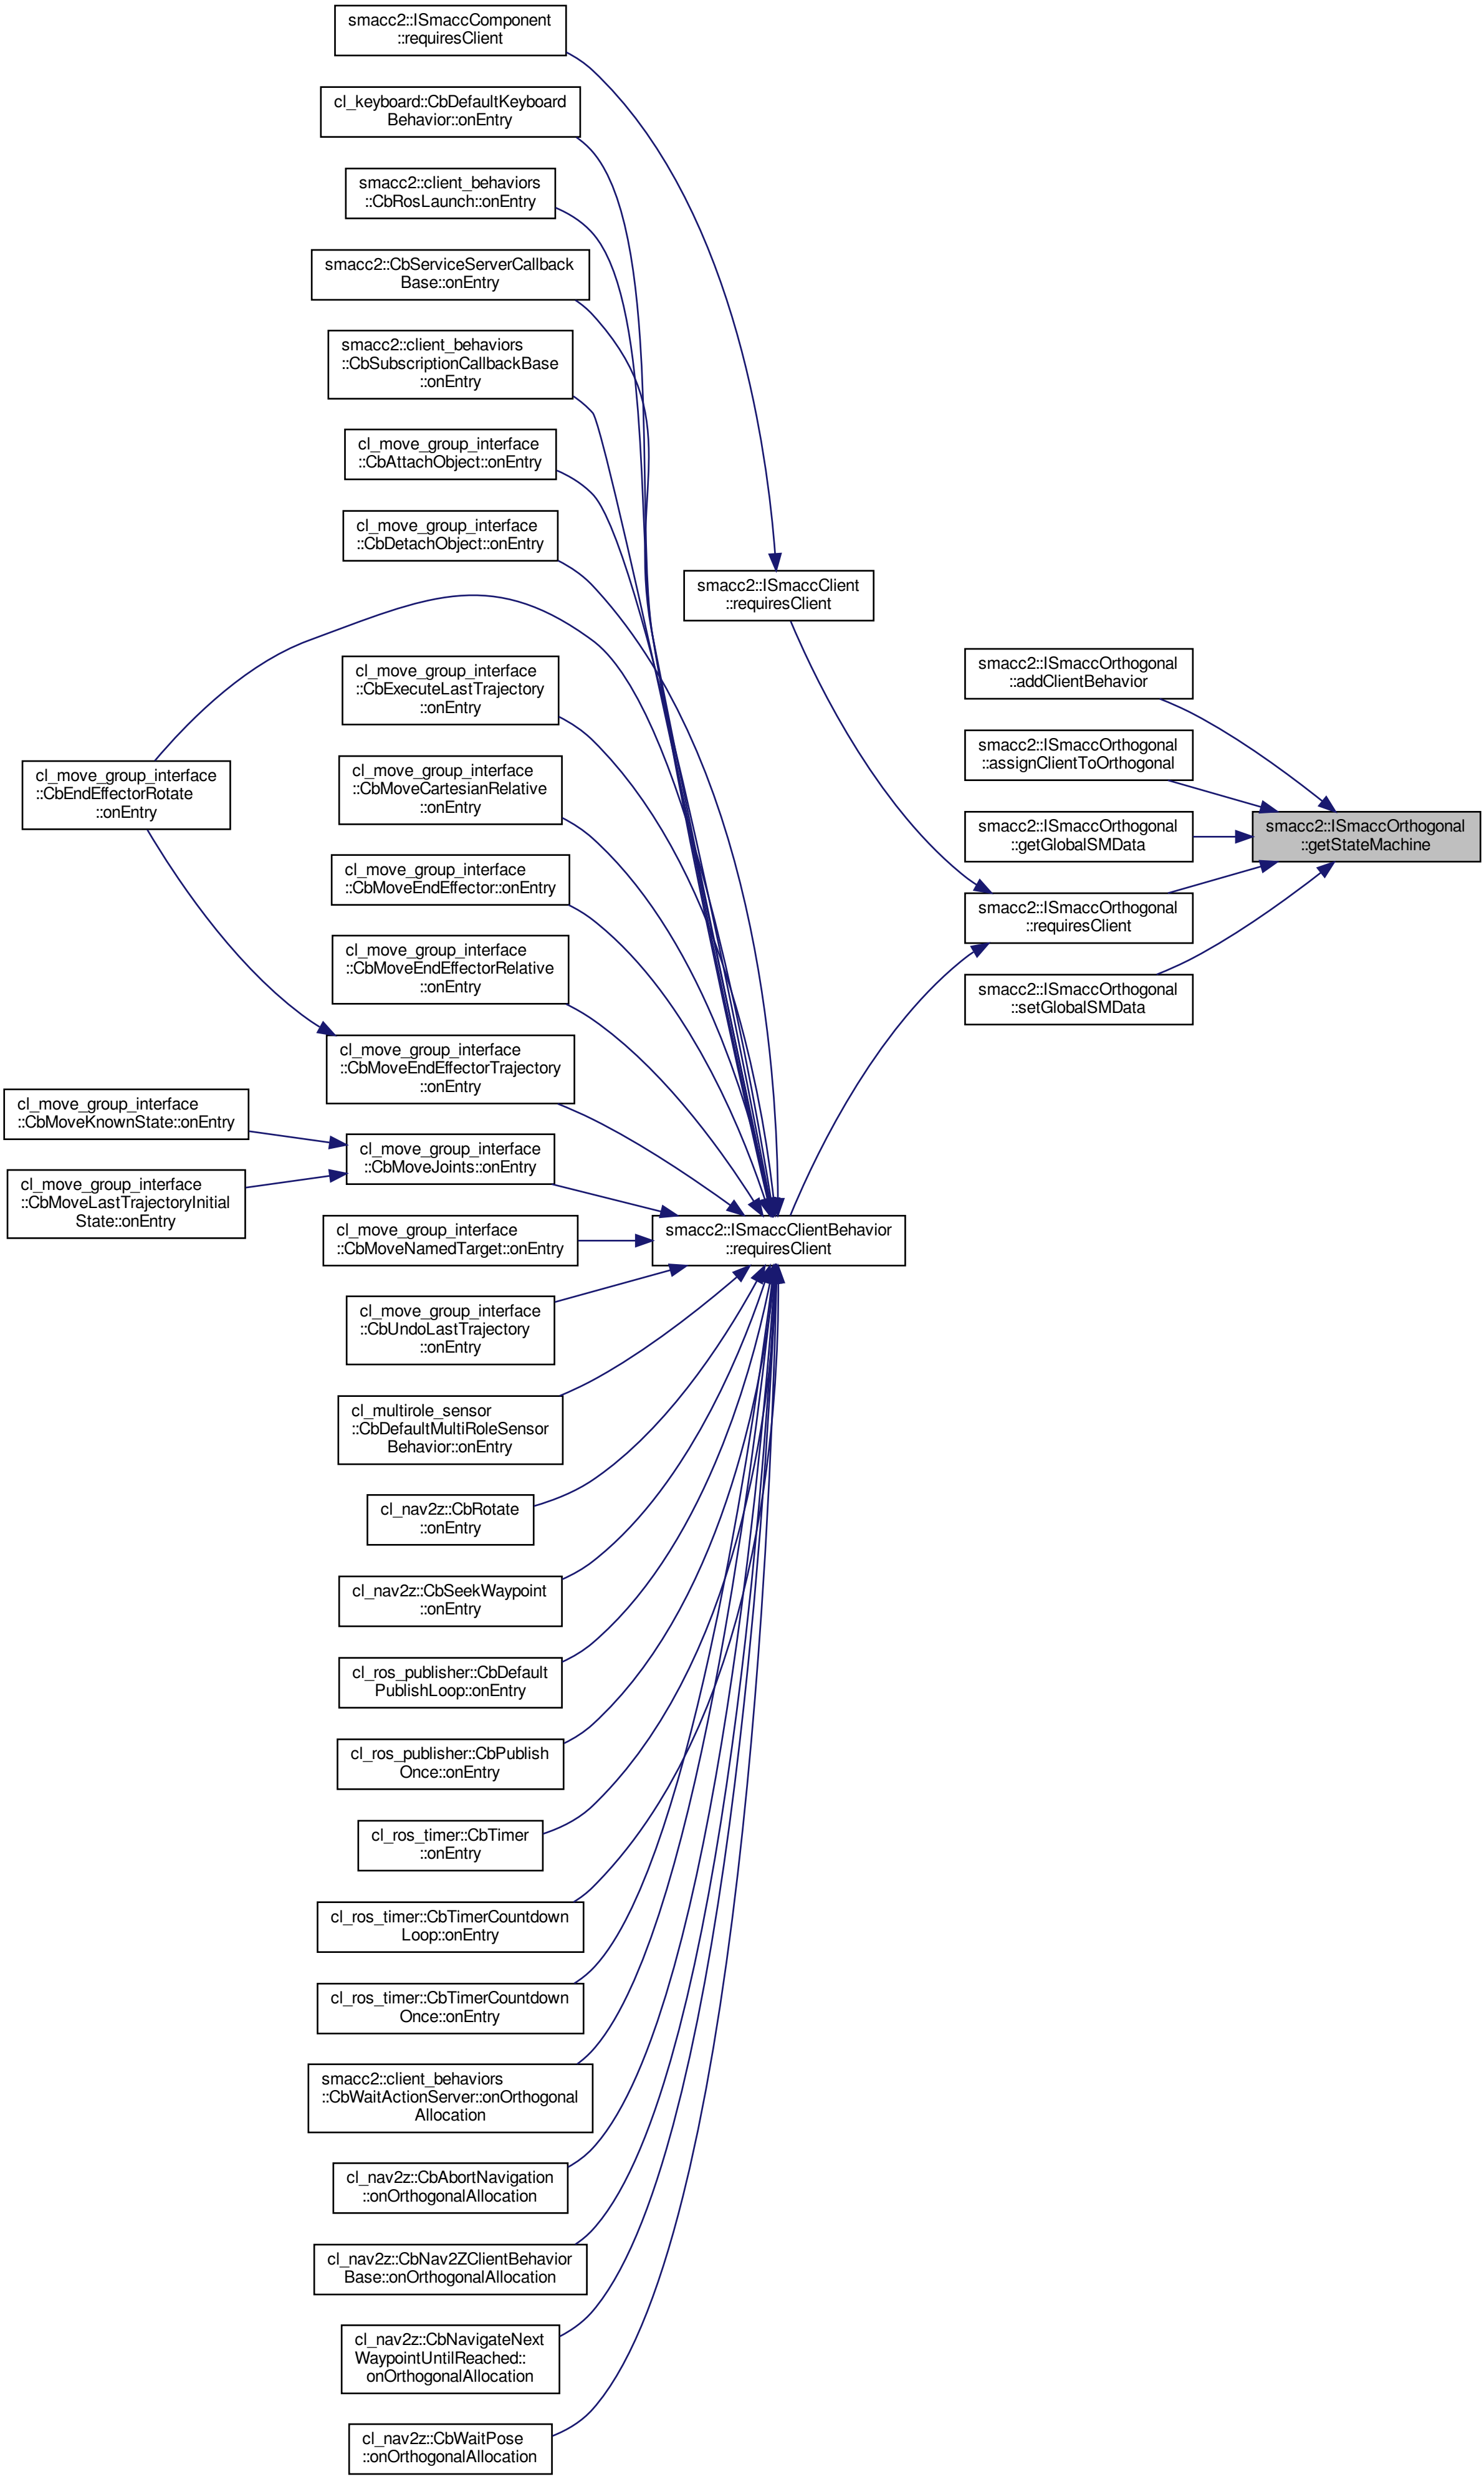 smacc2::ISmaccComponent
::requiresClient
cl_keyboard::CbDefaultKeyboard
Behavior::onEntry
smacc2::client_behaviors
::CbRosLaunch::onEntry
smacc2::CbServiceServerCallback
Base::onEntry
smacc2::client_behaviors
::CbSubscriptionCallbackBase
::onEntry
cl_move_group_interface
::CbAttachObject::onEntry
cl_move_group_interface
::CbDetachObject::onEntry
smacc2::ISmaccClient
::requiresClient
cl_move_group_interface
::CbExecuteLastTrajectory
::onEntry
smacc2::ISmaccOrthogonal
::addClientBehavior
smacc2::ISmaccOrthogonal
::assignClientToOrthogonal
cl_move_group_interface
::CbEndEffectorRotate
::onEntry
cl_move_group_interface
::CbMoveCartesianRelative
::onEntry
smacc2::ISmaccOrthogonal
::getGlobalSMData
smacc2::ISmaccOrthogonal
::getStateMachine
cl_move_group_interface
::CbMoveEndEffector::onEntry
smacc2::ISmaccOrthogonal
::requiresClient
cl_move_group_interface
::CbMoveEndEffectorRelative
::onEntry
smacc2::ISmaccOrthogonal
::setGlobalSMData
cl_move_group_interface
::CbMoveEndEffectorTrajectory
::onEntry
cl_move_group_interface
::CbMoveKnownState::onEntry
cl_move_group_interface
::CbMoveJoints::onEntry
cl_move_group_interface
::CbMoveLastTrajectoryInitial
State::onEntry
cl_move_group_interface
::CbMoveNamedTarget::onEntry
smacc2::ISmaccClientBehavior
::requiresClient
cl_move_group_interface
::CbUndoLastTrajectory
::onEntry
cl_multirole_sensor
::CbDefaultMultiRoleSensor
Behavior::onEntry
cl_nav2z::CbRotate
::onEntry
cl_nav2z::CbSeekWaypoint
::onEntry
cl_ros_publisher::CbDefault
PublishLoop::onEntry
cl_ros_publisher::CbPublish
Once::onEntry
cl_ros_timer::CbTimer
::onEntry
cl_ros_timer::CbTimerCountdown
Loop::onEntry
cl_ros_timer::CbTimerCountdown
Once::onEntry
smacc2::client_behaviors
::CbWaitActionServer::onOrthogonal
Allocation
cl_nav2z::CbAbortNavigation
::onOrthogonalAllocation
cl_nav2z::CbNav2ZClientBehavior
Base::onOrthogonalAllocation
cl_nav2z::CbNavigateNext
WaypointUntilReached::
onOrthogonalAllocation
cl_nav2z::CbWaitPose
::onOrthogonalAllocation